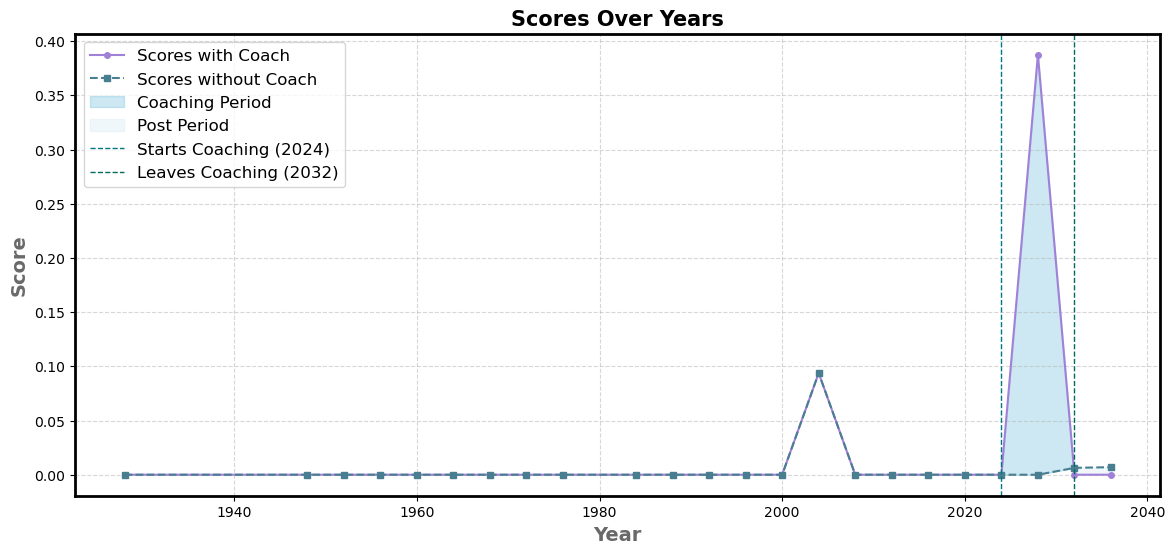 Scores Over Years
Scores with Coach
Scores without Coach
Coaching Period
Post Period
Starts Coaching (2024)
Leaves Coaching (2032)
Score
0.40
0.35
0.30
0.25
0.20
0.15
0.10
0.05
0.00
1940 1960 1980 2000 2020 2040
Year